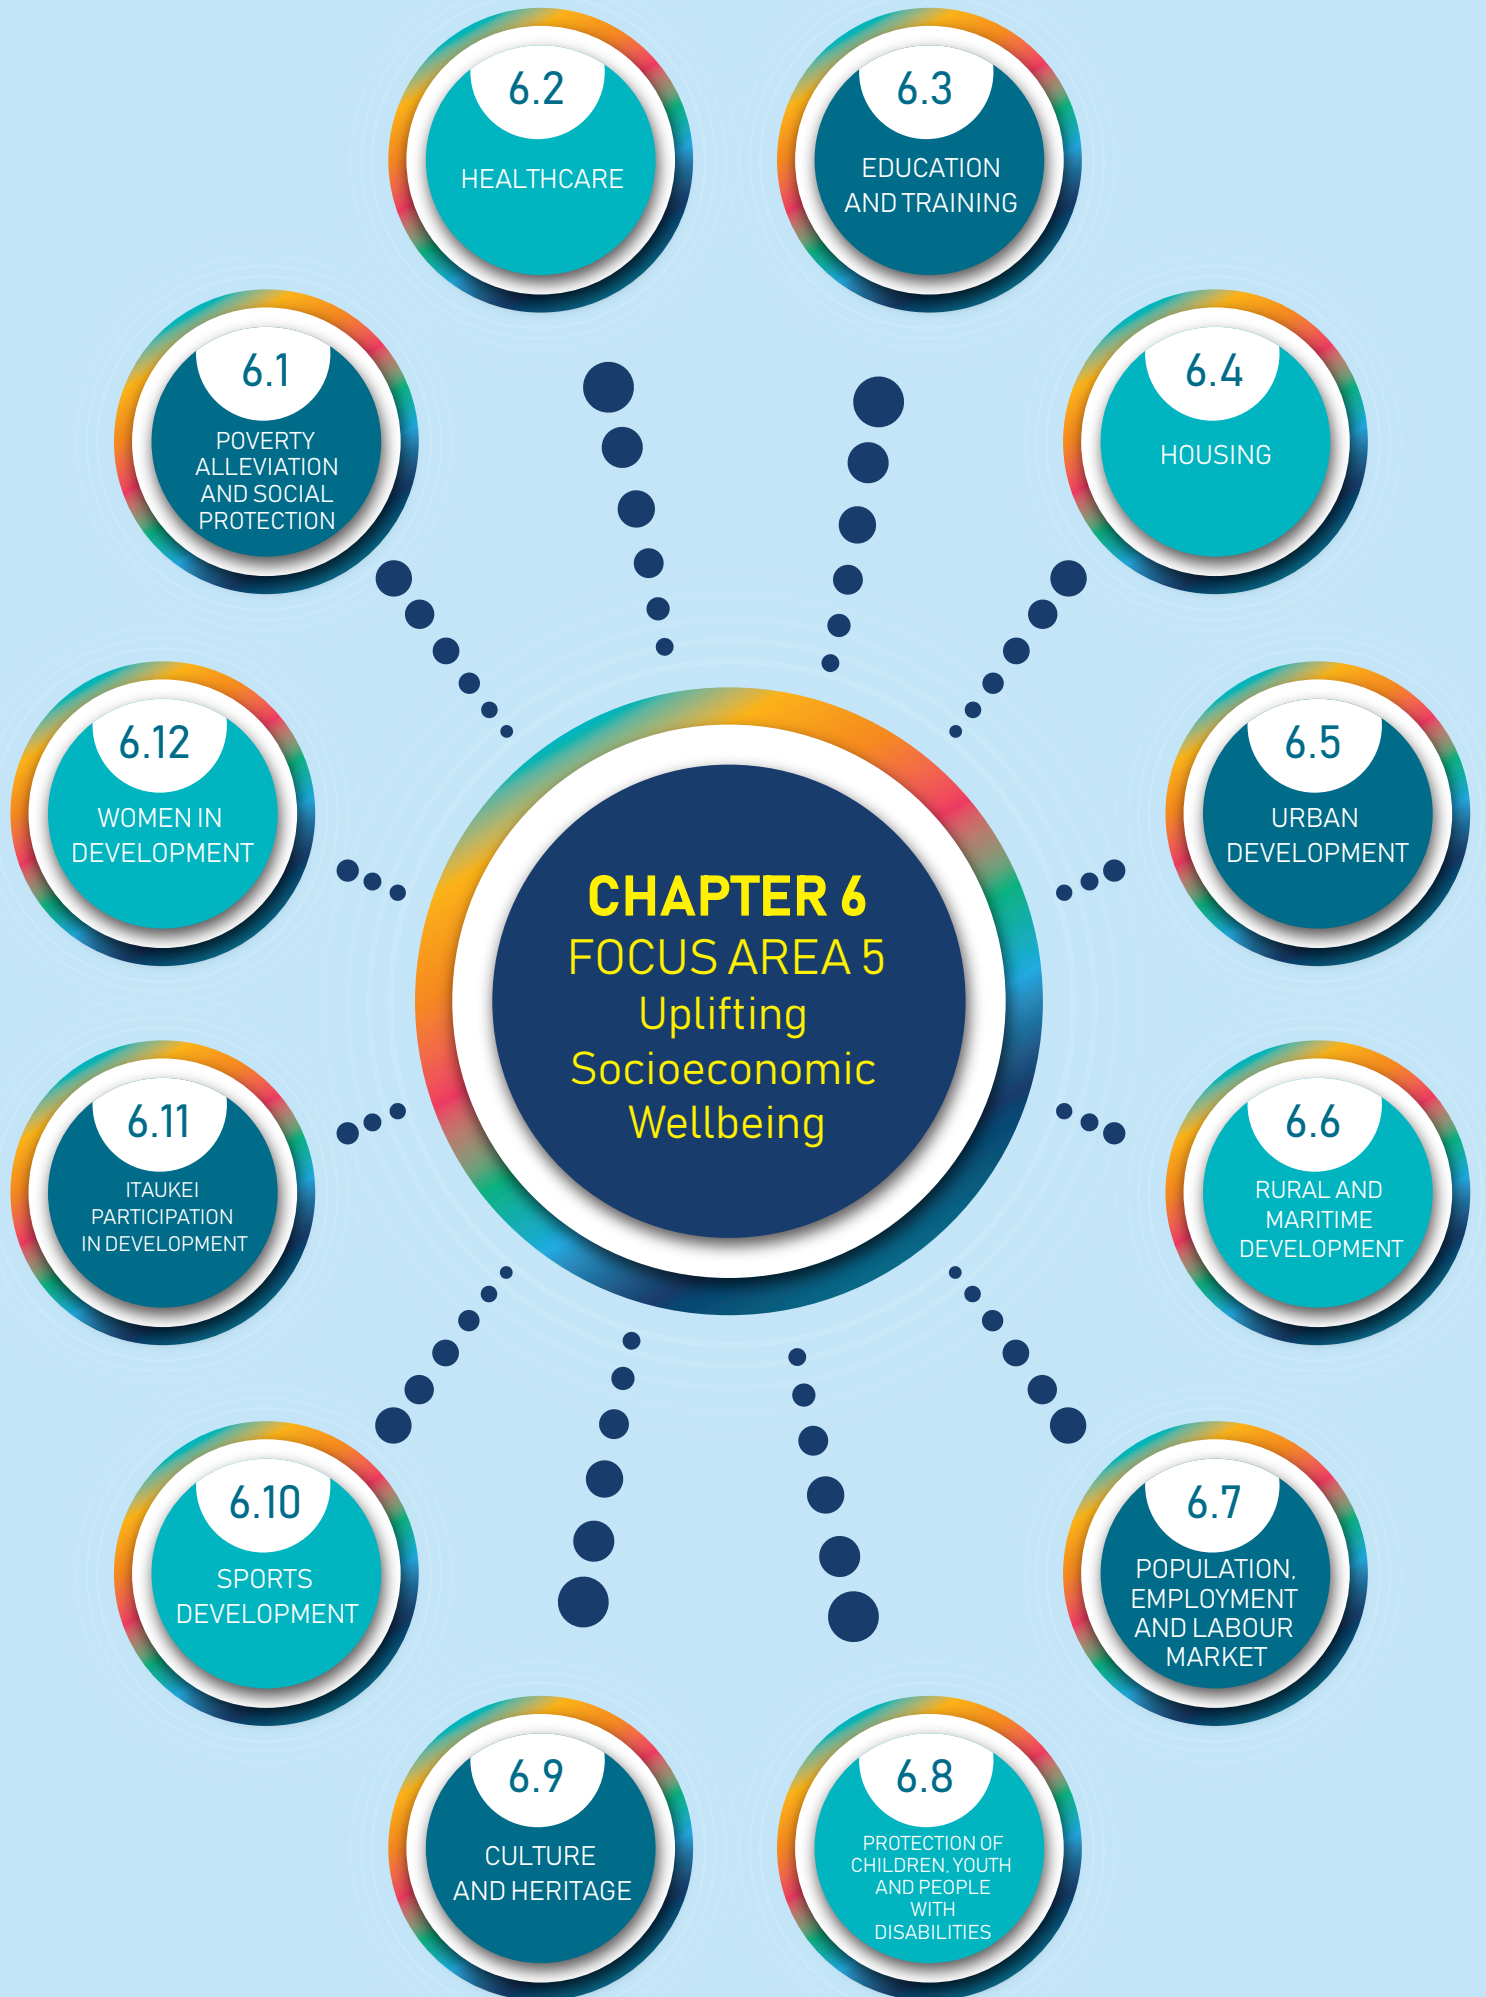 6.2
HEALTHCARE
6.3
EDUCATION
AND TRAINING
6.1
POVERTY
ALLEVIATION
AND SOCIAL
PROTECTION
6.4
HOUSING
6.12
WOMEN IN
DEVELOPMENT
6.5
URBAN
DEVELOPMENT
CHAPTER 6
FOCUS AREA 5
Uplifting
Socioeconomic
Wellbeing
6.11
ITAUKEI
PARTICIPATION
IN DEVELOPMENT
6.6
RURAL AND
MARITIME
DEVELOPMENT
6.10
SPORTS
DEVELOPMENT
6.7
POPULATION,
EMPLOYMENT
AND LABOUR
MARKET
6.9
CULTURE
AND HERITAGE
6.8
PROTECTION OF
CHILDREN, YOUTH
AND PEOPLE
WITH
DISABILITIES